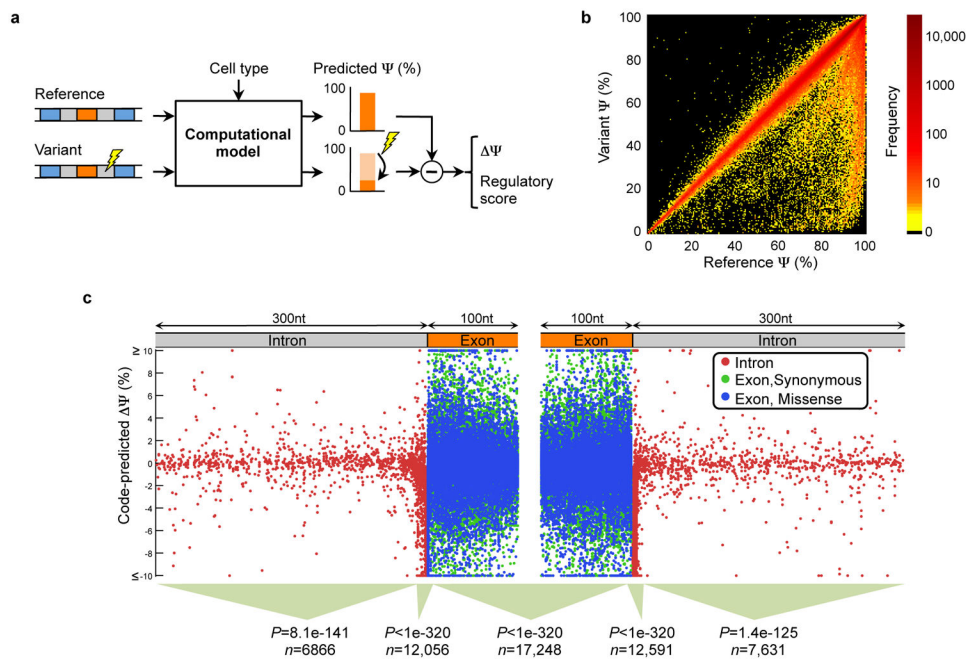 a
Cell type
Predicted Ψ (%)
Reference
100
0
Computational
model
Variant
100
0
−
ΔΨ
Regulatory
score
b
Variant Ψ (%)
100
80
60
40
20
0
0 20 40 60 80 100
Reference Ψ (%)
Frequency
10,000
1000
100
10
0
c
300nt 100nt 100nt 300nt
Intron Exon Exon Intron
Code-predicted ΔΨ (%)
≥ 10
8
6
4
2
0
-2
-4
-6
-8
≤-10
Intron
Exon,Synonymous
Exon, Missense
P=8.1e-141 P<1e-320 P<1e-320 P<1e-320 P=1.4e-125
n=6866 n=12,056 n=17,248 n=12,591 n=7,631